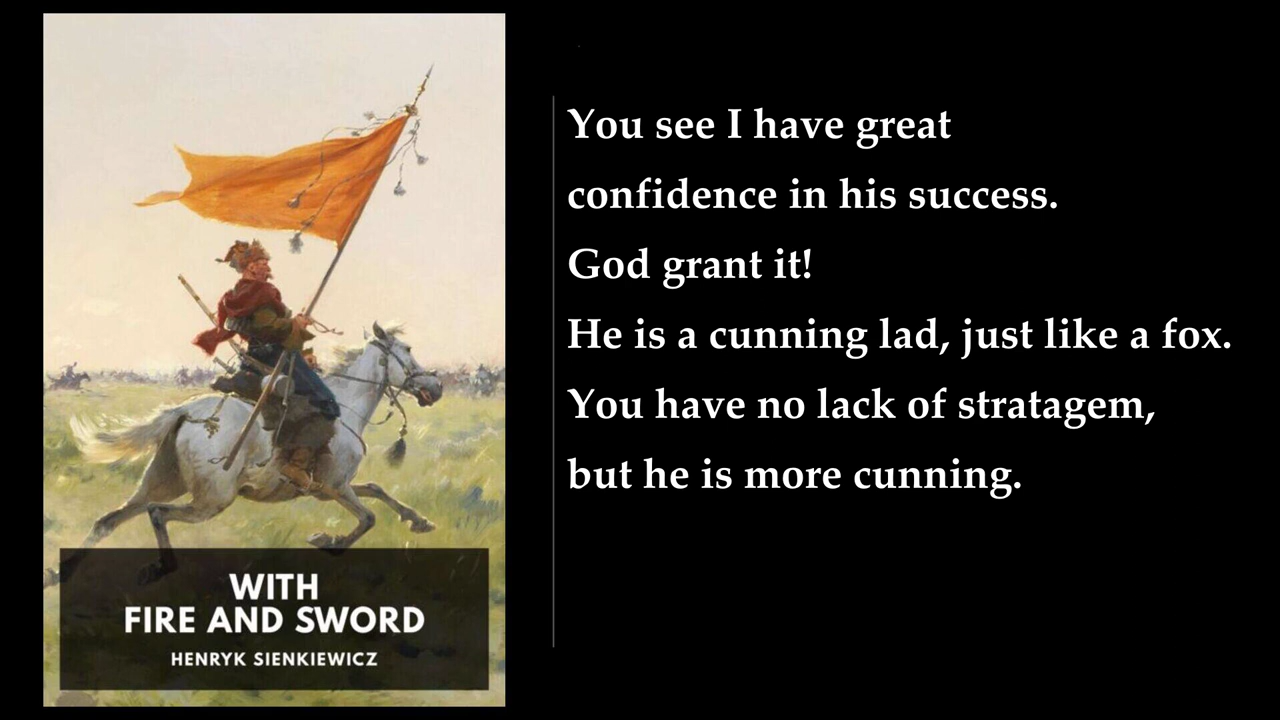 WITH
FIRE AND SWORD
HENRYK SIENKIEWICZ
You see I have great
confidence in his success.
God grant it!
He is a cunning lad, just like a fox.
You have no lack of stratagem,
but he is more cunning.